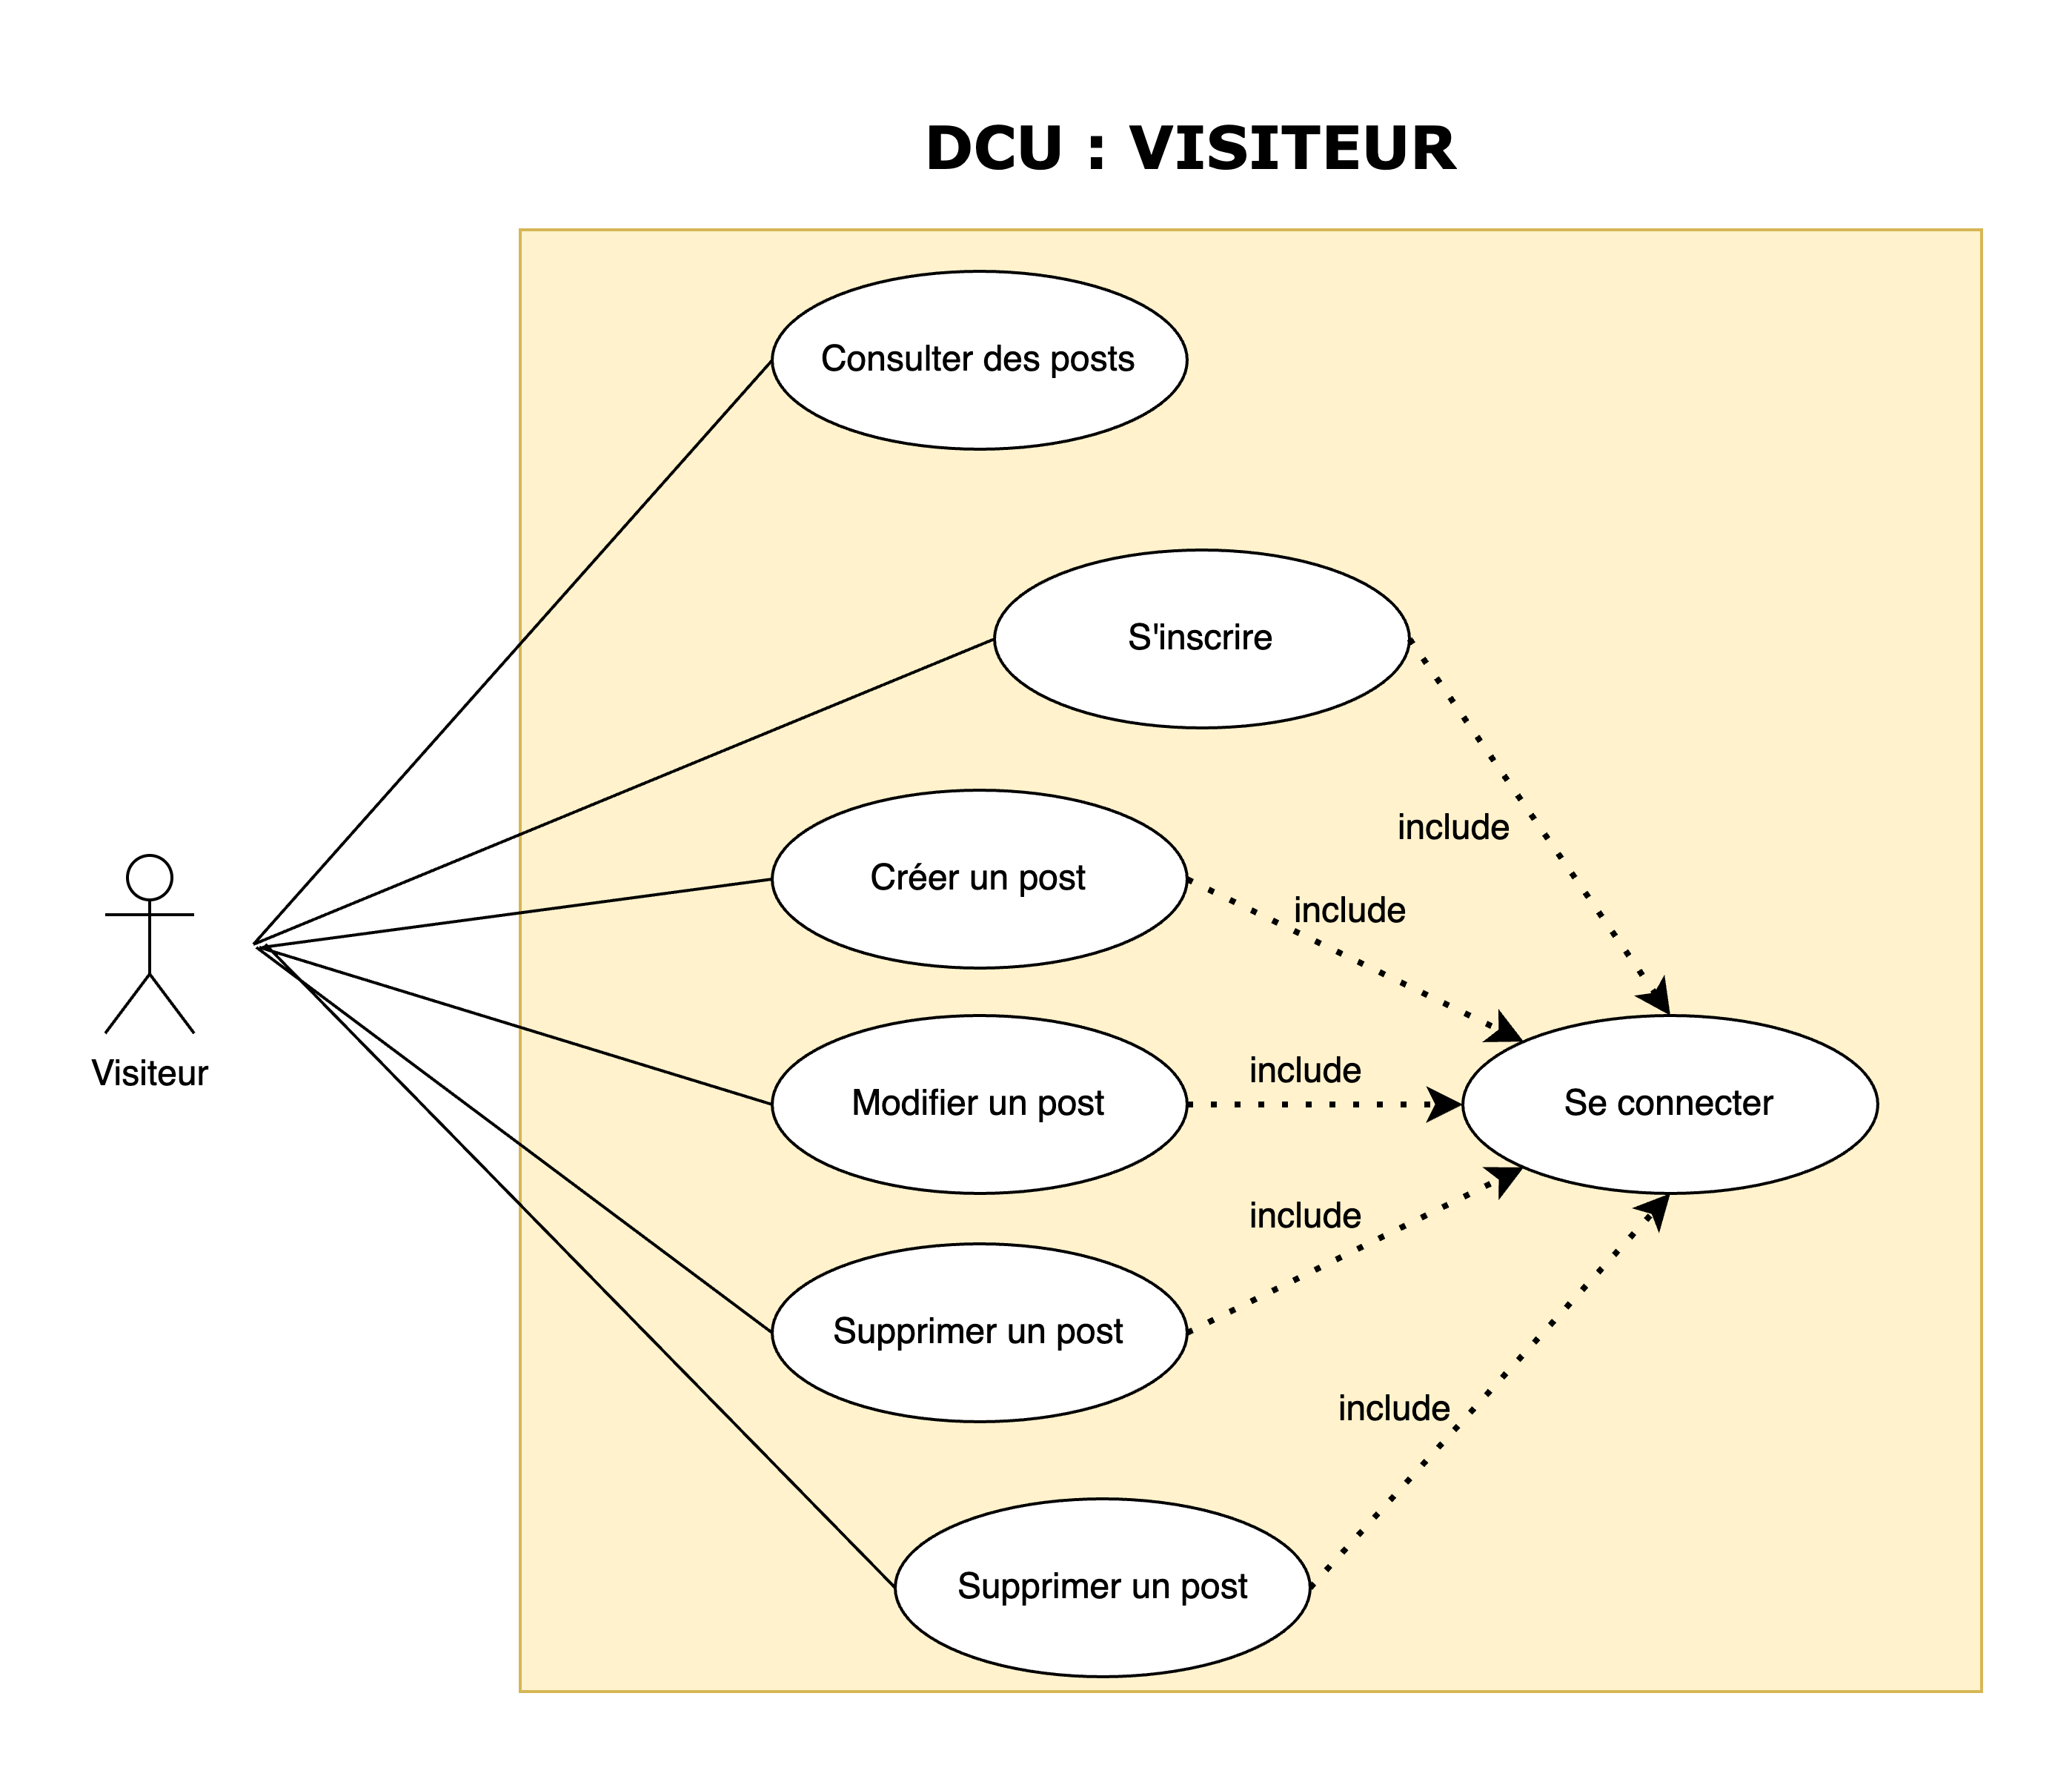 DCU : VISITEUR
Consulter des posts
S'inscrire
include
Créer un post
include
Visiteur
include
Modifier un post
Se connecter
include
Supprimer un post
include
Supprimer un post